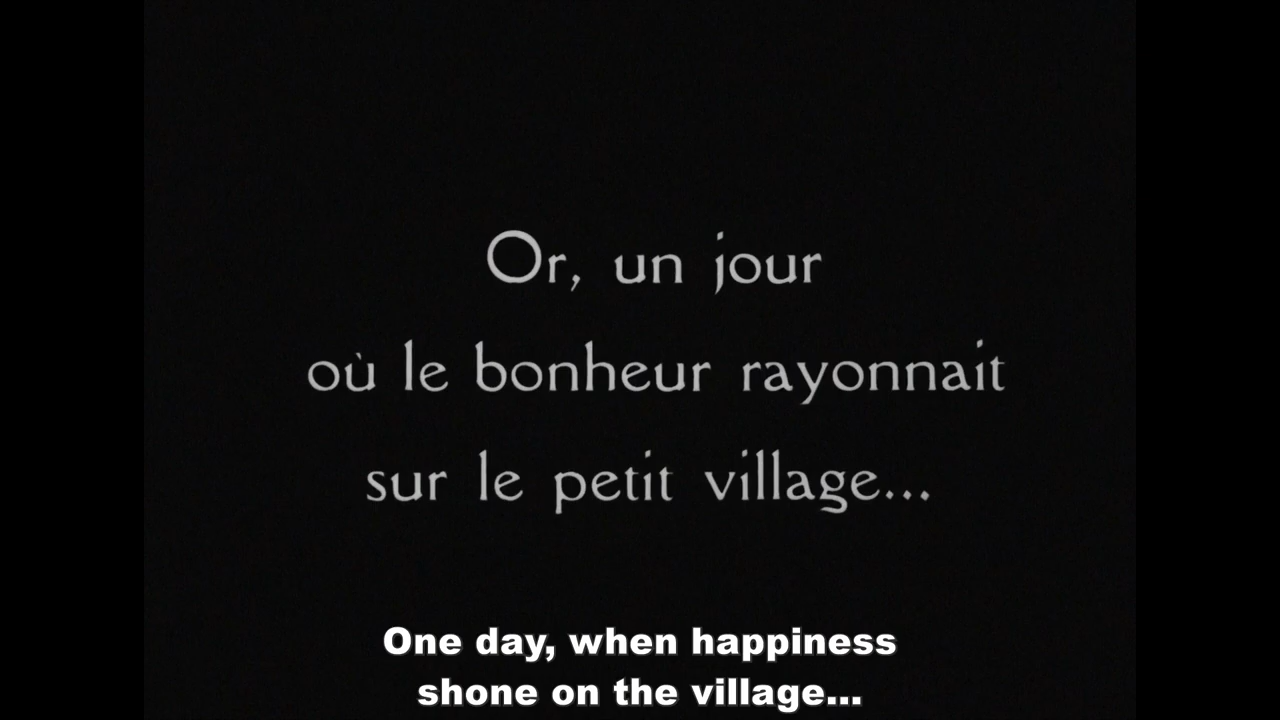 Or, un jour
où le bonheur rayonnait
sur le petit village...
One day, when happiness
shone on the village...